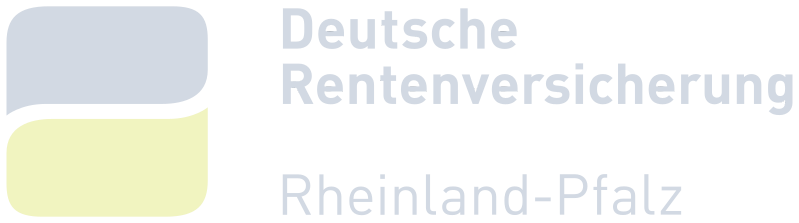 Deutsche
Rentenversicherung
Rheinland-Pfalz